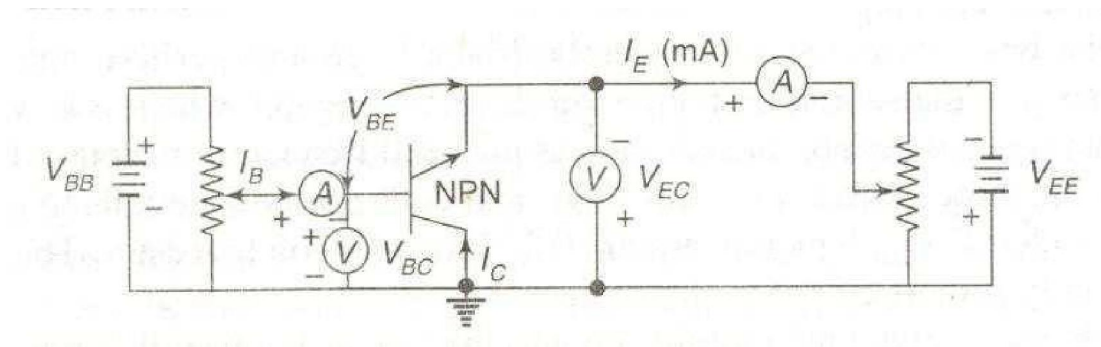 I_E (mA)
+ A −
V_BE
V_BB
+
−
I_B
A
+
−
NPN
−
V
V_EC
+
−
V_EE
+
+
V
V_BC
−
I_C